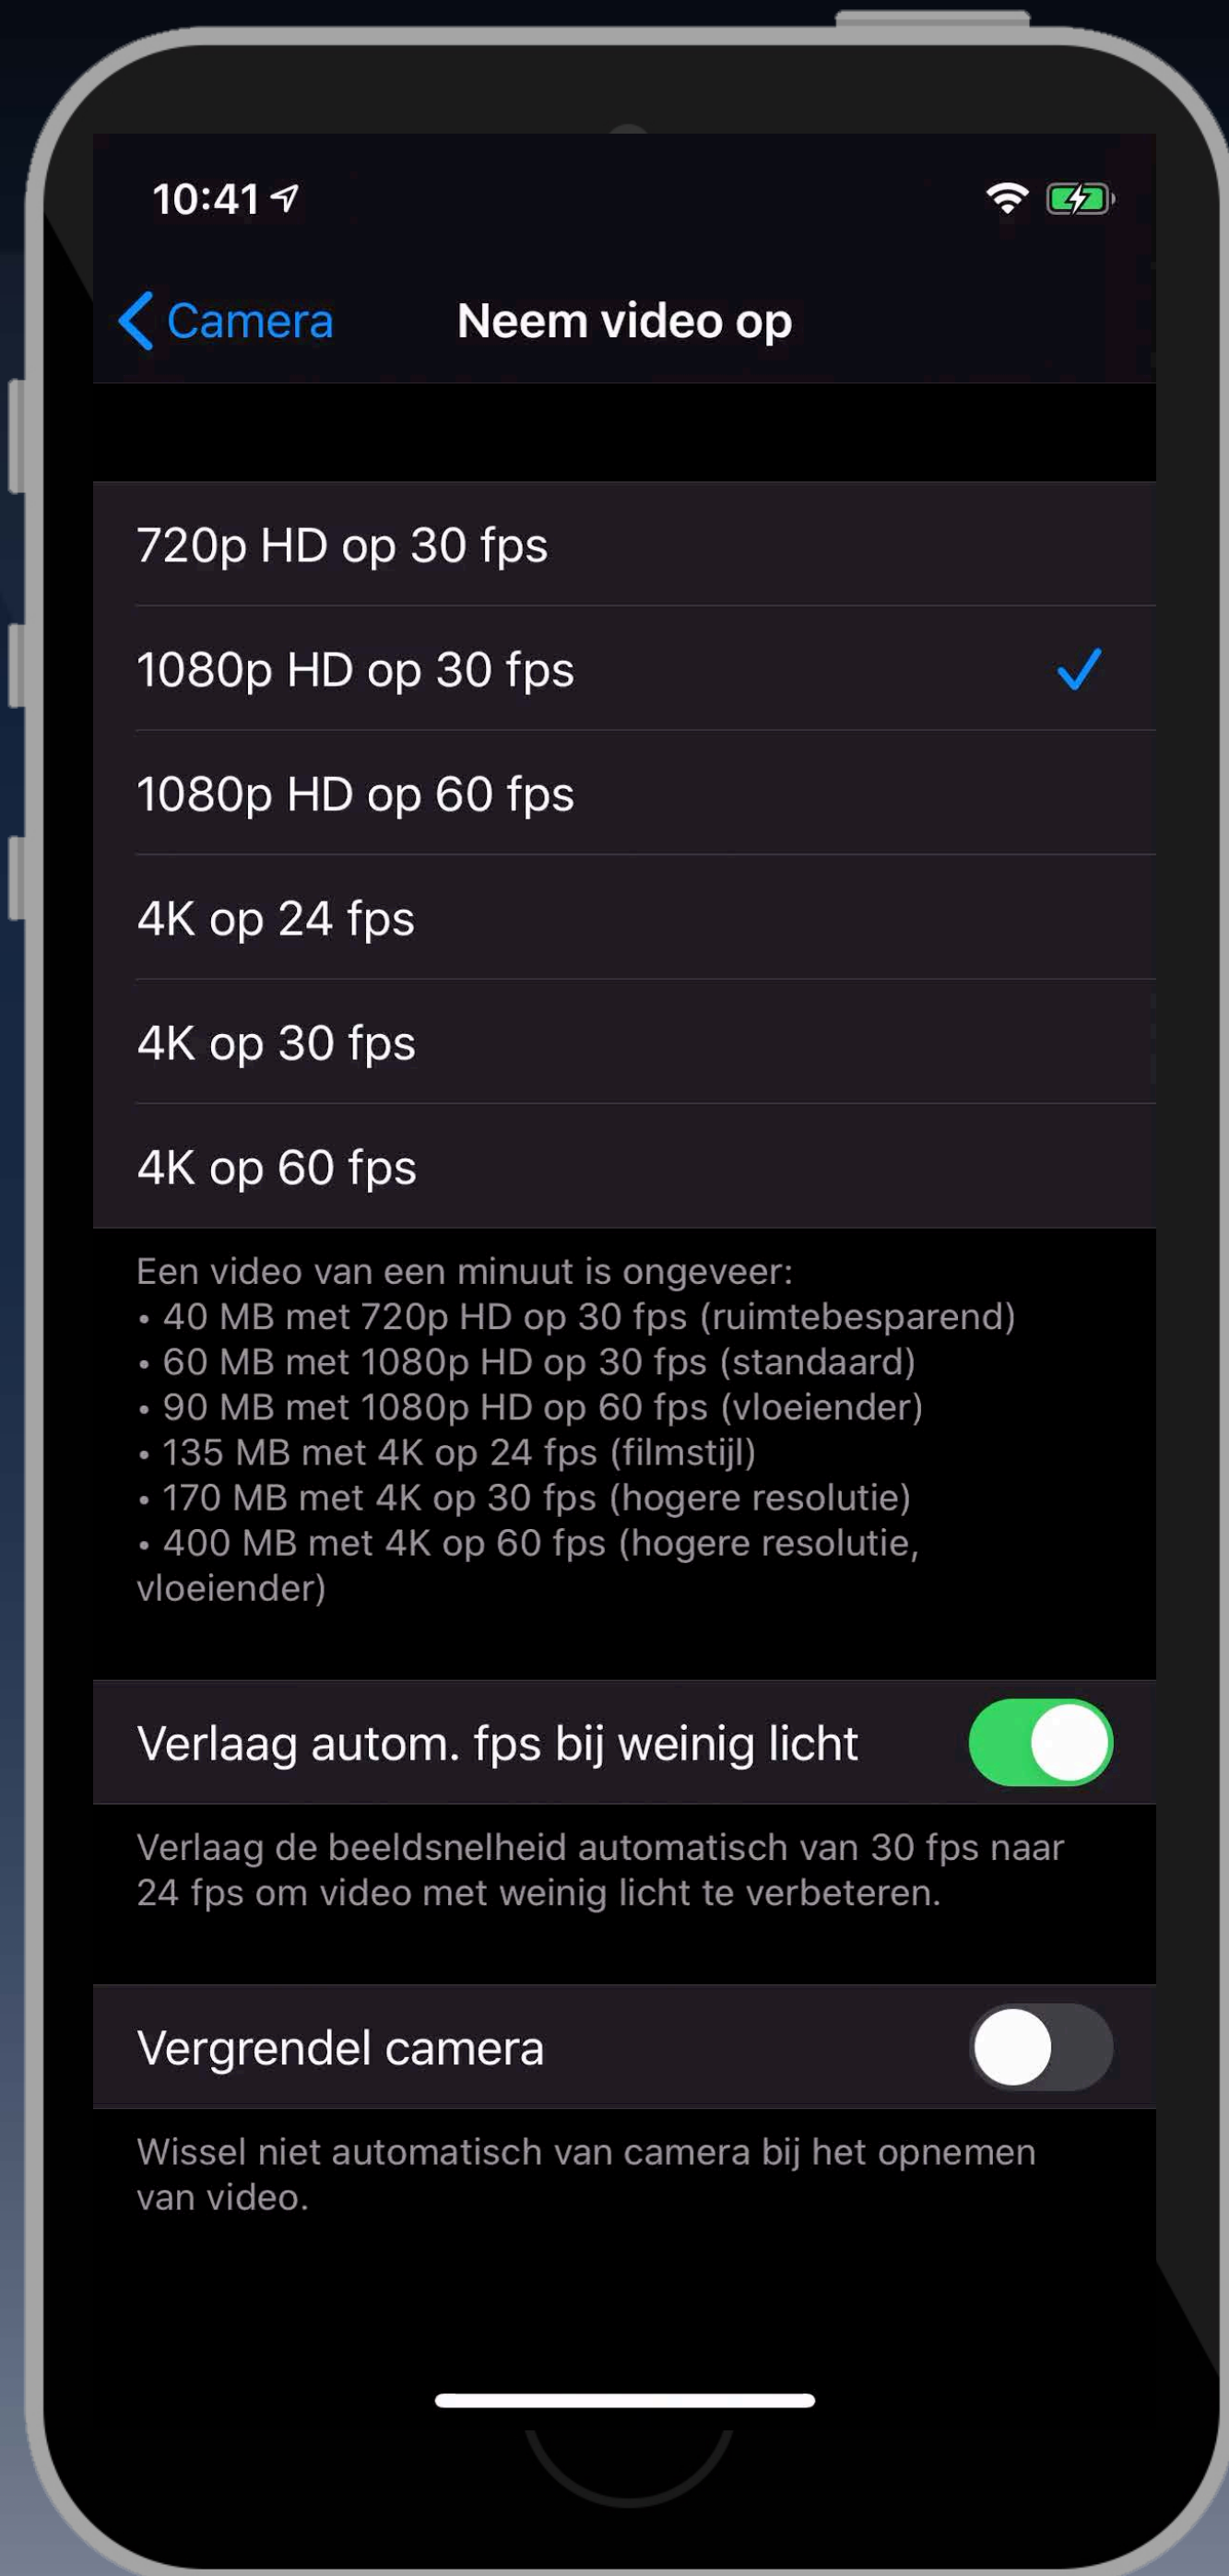 10:41
Camera
Neem video op
720p HD op 30 fps
1080p HD op 30 fps
1080p HD op 60 fps
4K op 24 fps
4K op 30 fps
4K op 60 fps
Een video van een minuut is ongeveer:
• 40 MB met 720p HD op 30 fps (ruimtebesparend)
• 60 MB met 1080p HD op 30 fps (standaard)
• 90 MB met 1080p HD op 60 fps (vloeiender)
• 135 MB met 4K op 24 fps (filmstijl)
• 170 MB met 4K op 30 fps (hogere resolutie)
• 400 MB met 4K op 60 fps (hogere resolutie,
vloeiender)
Verlaag autom. fps bij weinig licht
Verlaag de beeldsnelheid automatisch van 30 fps naar
24 fps om video met weinig licht te verbeteren.
Vergrendel camera
Wissel niet automatisch van camera bij het opnemen
van video.